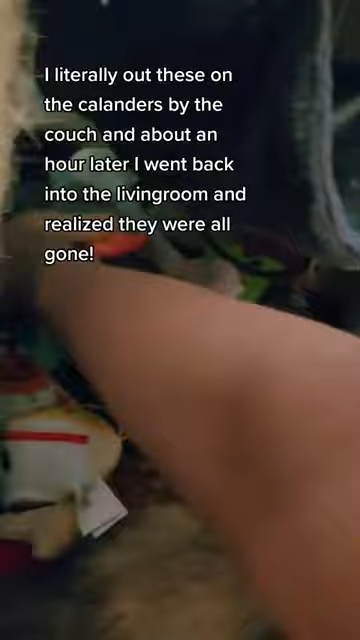 I literally out these on
the calanders by the
couch and about an
hour later I went back
into the livingroom and
realized they were all
gone!